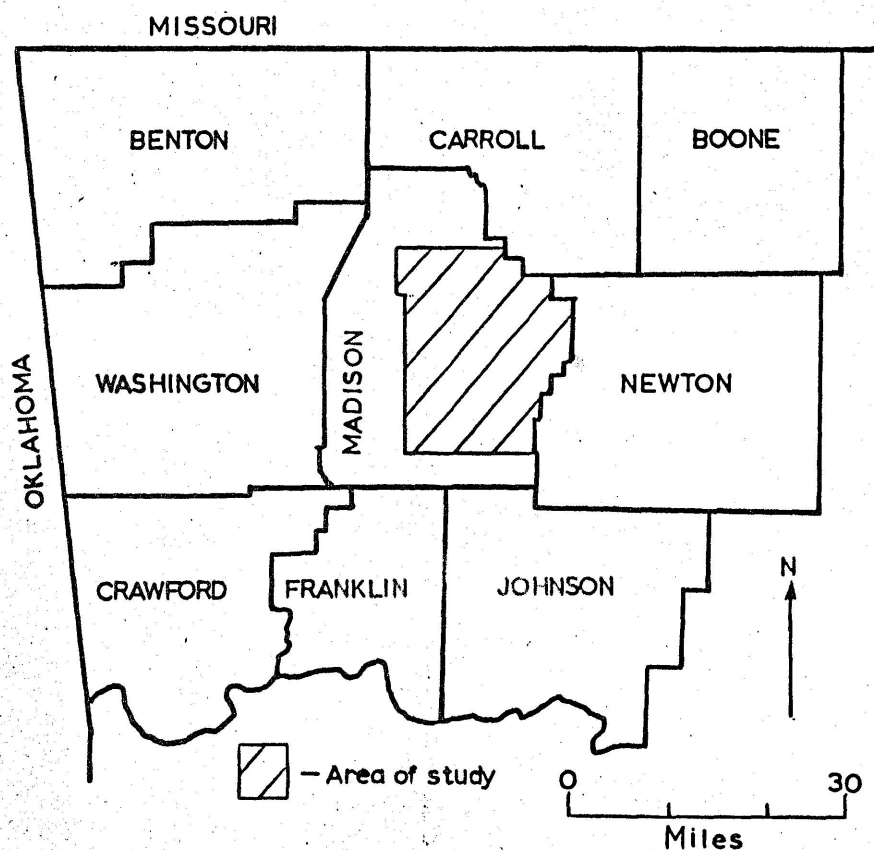 MISSOURI
BENTON
CARROLL
BOONE
OKLAHOMA
WASHINGTON
MADISON
NEWTON
CRAWFORD
FRANKLIN
JOHNSON
N
– Area of study
0 30
Miles